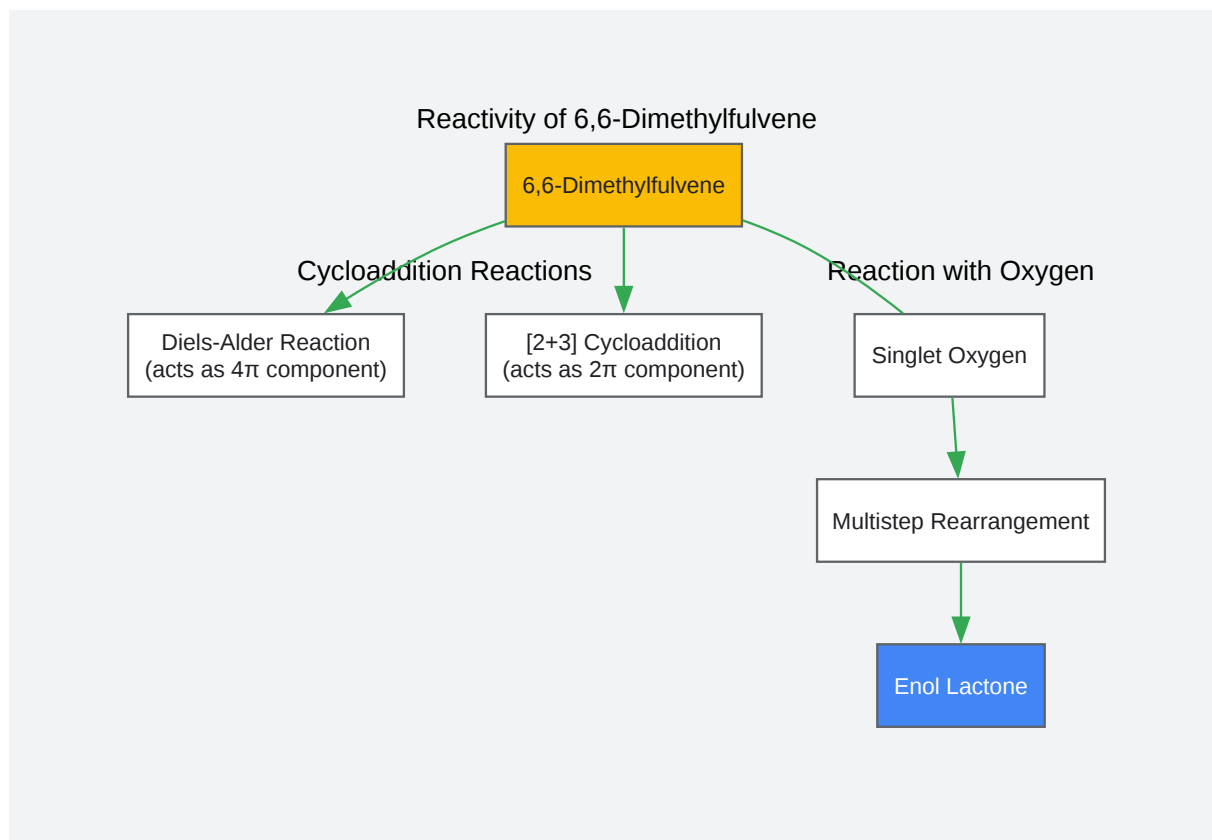 Reactivity of 6,6-Dimethylfulvene
6,6-Dimethylfulvene
Cycloaddition Reactions
Reaction with Oxygen
Diels-Alder Reaction
(acts as 4π component)
[2+3] Cycloaddition
(acts as 2π component)
Singlet Oxygen
Multistep Rearrangement
Enol Lactone